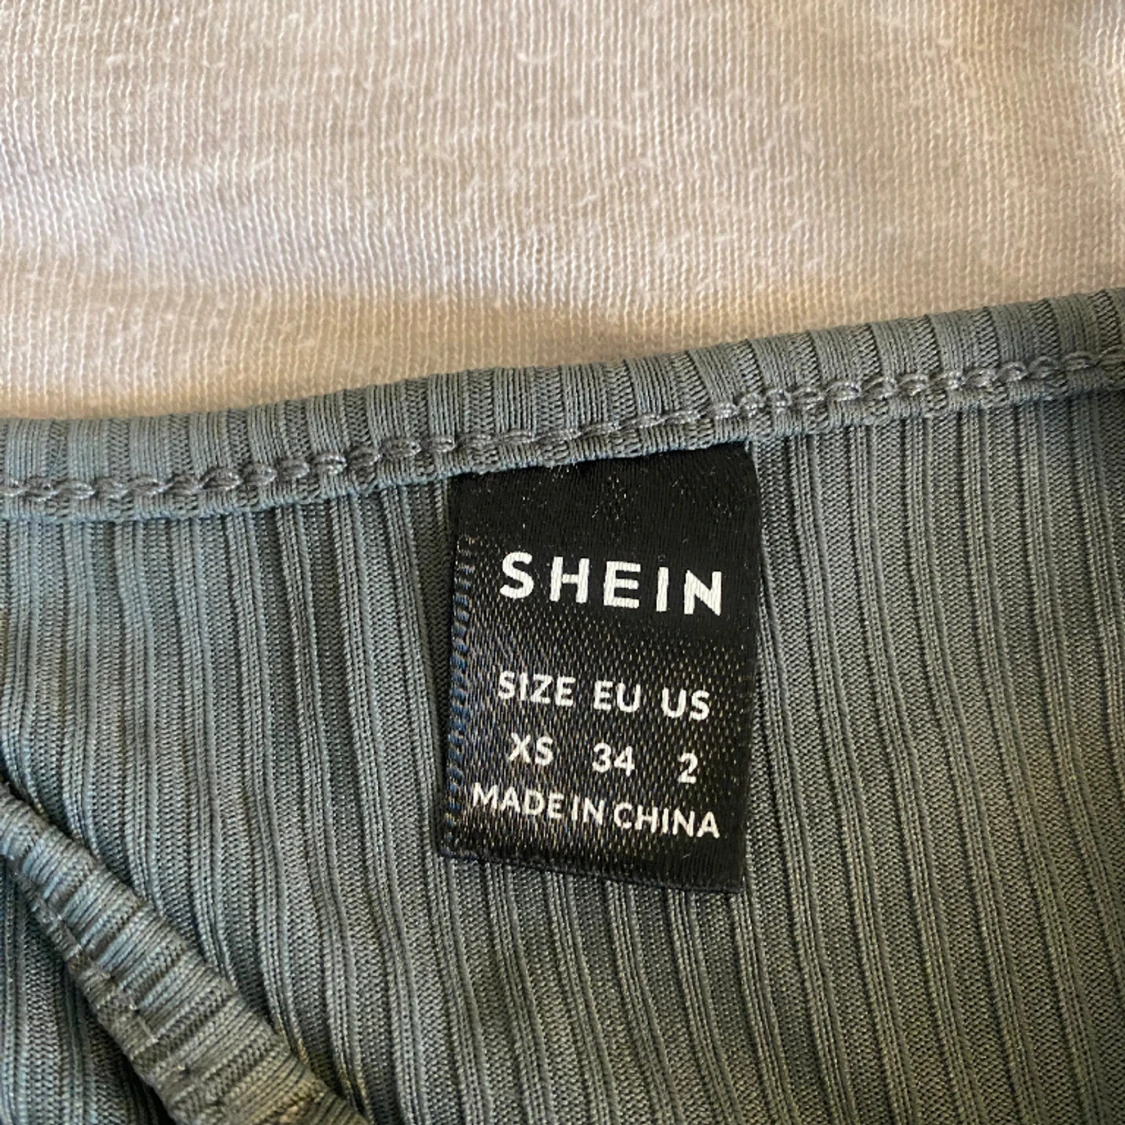 SHEIN
SIZE EU US
XS 34 2
MADE IN CHINA